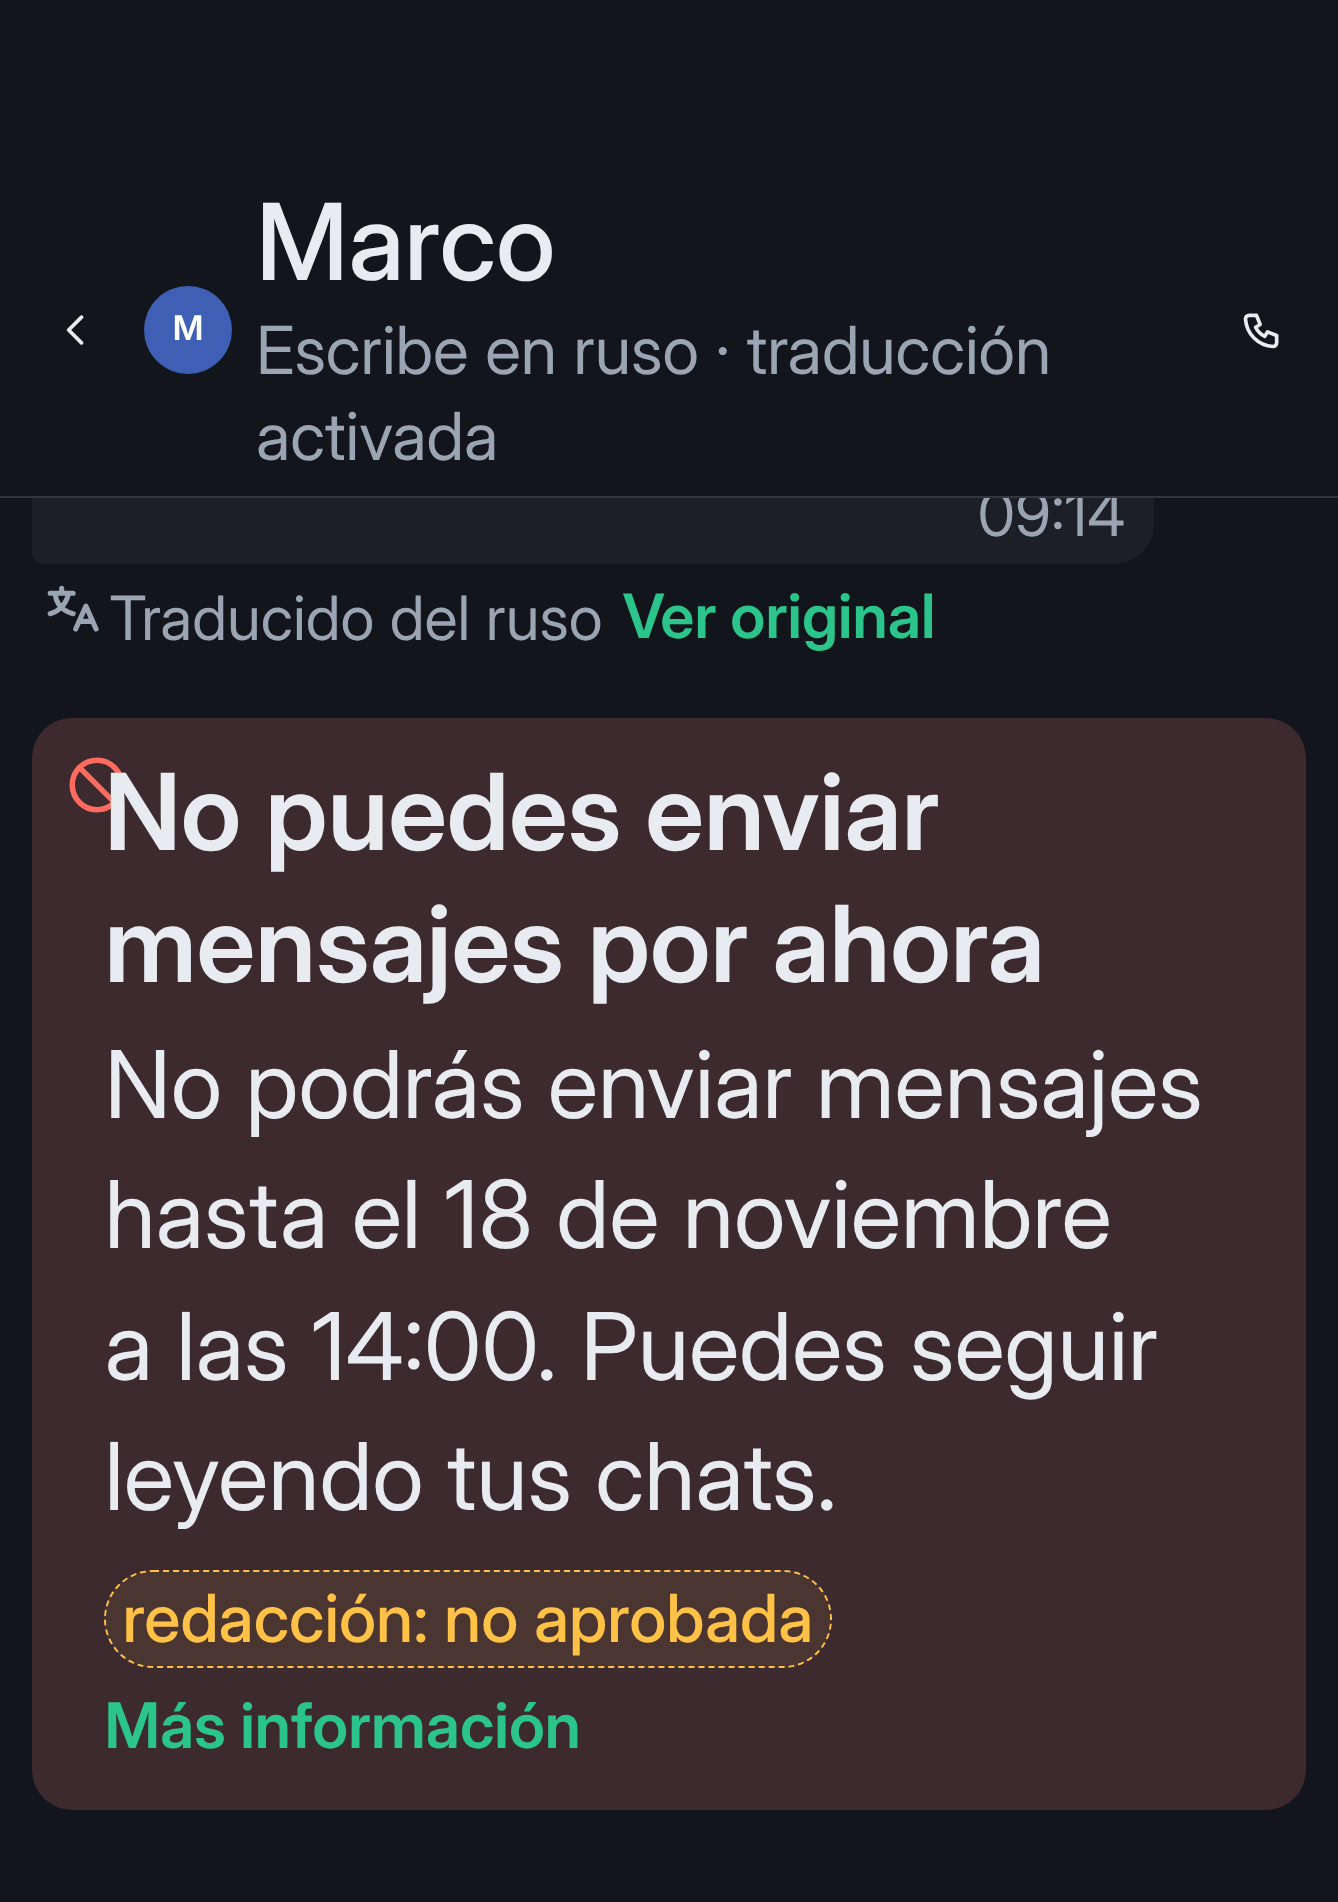 Marco
M
Escribe en ruso · traducción
activada
09:14
Traducido del ruso Ver original
No puedes enviar
mensajes por ahora
No podrás enviar mensajes
hasta el 18 de noviembre
a las 14:00. Puedes seguir
leyendo tus chats.
redacción: no aprobada
Más información